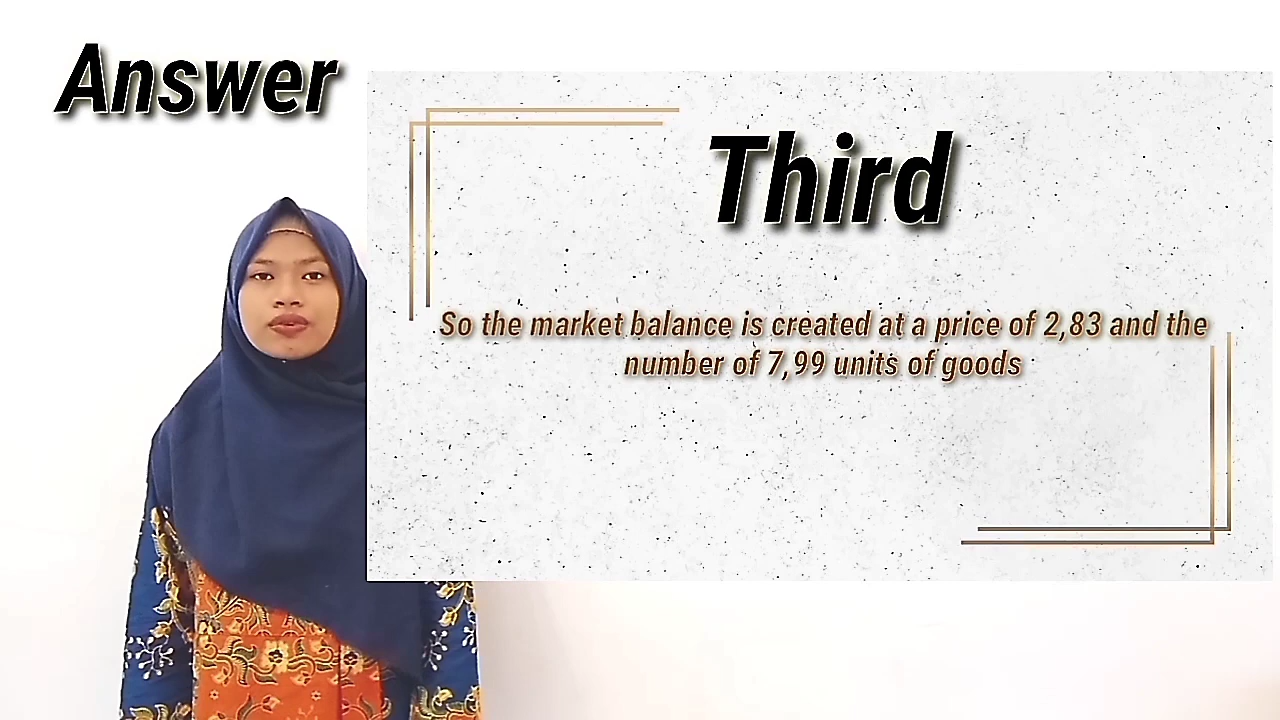 Answer
Third
So the market balance is created at a price of 2,83 and the
number of 7,99 units of goods